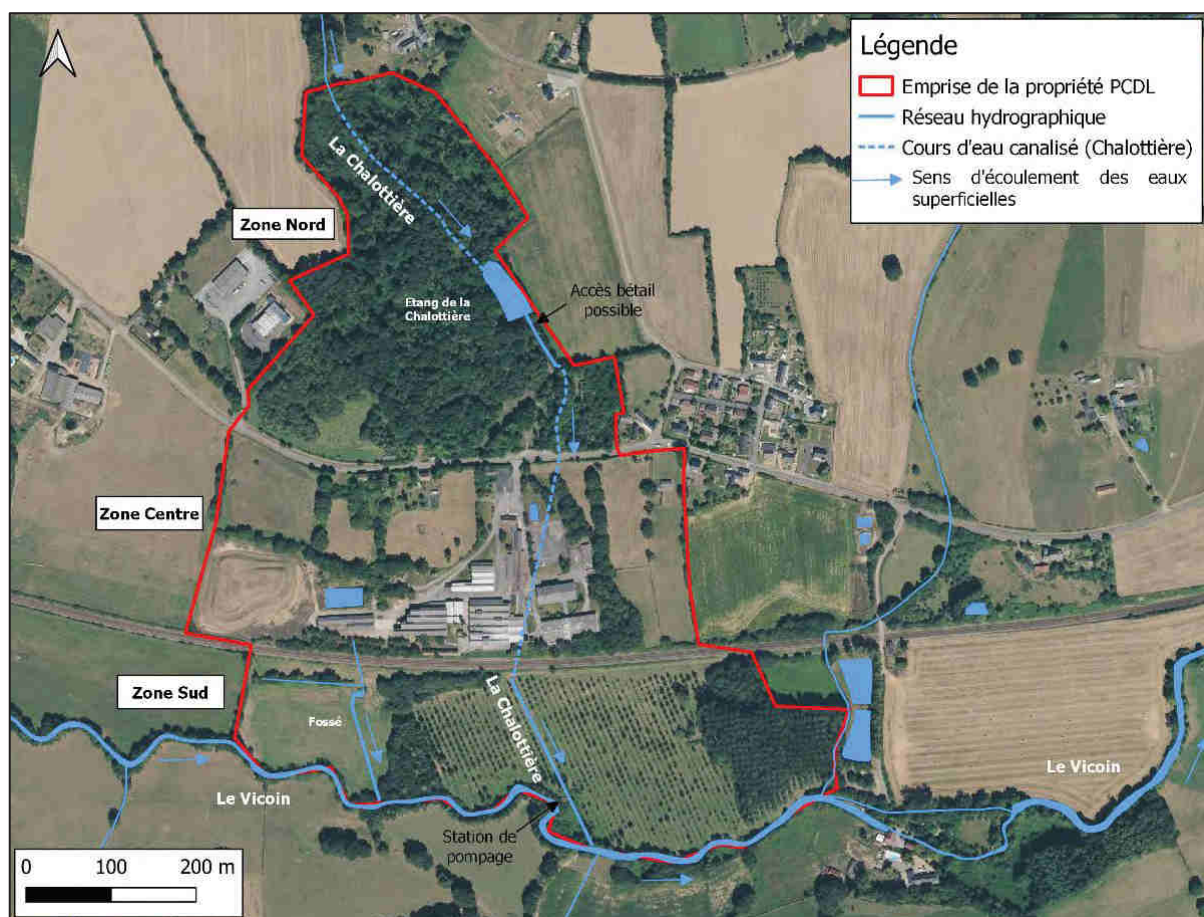 Légende
Emprise de la propriété PCDL
Réseau hydrographique
Cours d'eau canalisé (Chalottière)
Sens d'écoulement des eaux
superficielles
La Chalottière
Zone Nord
Etang de la
Chalottière
Accès bétail
possible
Zone Centre
Zone Sud
Fossé
La Chalottière
Le Vicoin
Le Vicoin
Station de
pompage
0 100 200 m